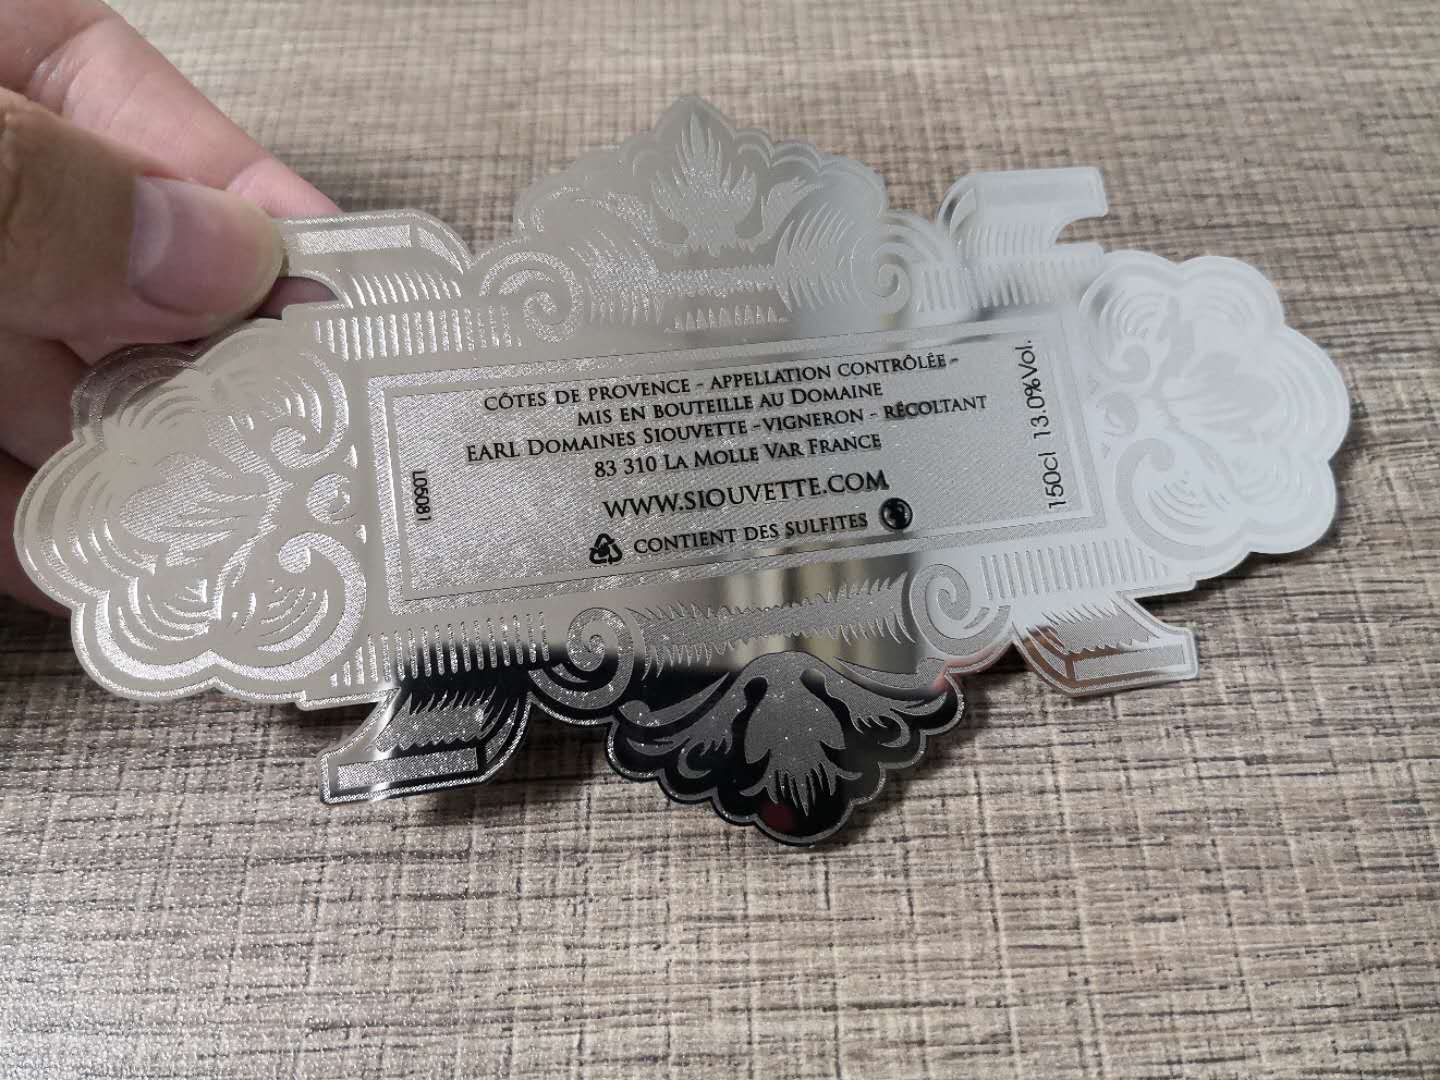 CÔTES DE PROVENCE - APPELLATION CONTRÔLÉE -
MIS EN BOUTEILLE AU DOMAINE
EARL DOMAINES SIOUVETTE - VIGNERON - RÉCOLTANT
83 310 LA MOLLE VAR FRANCE
WWW.SIOUVETTE.COM
CONTIENT DES SULFITES
L05081
150cl 13.0%Vol.